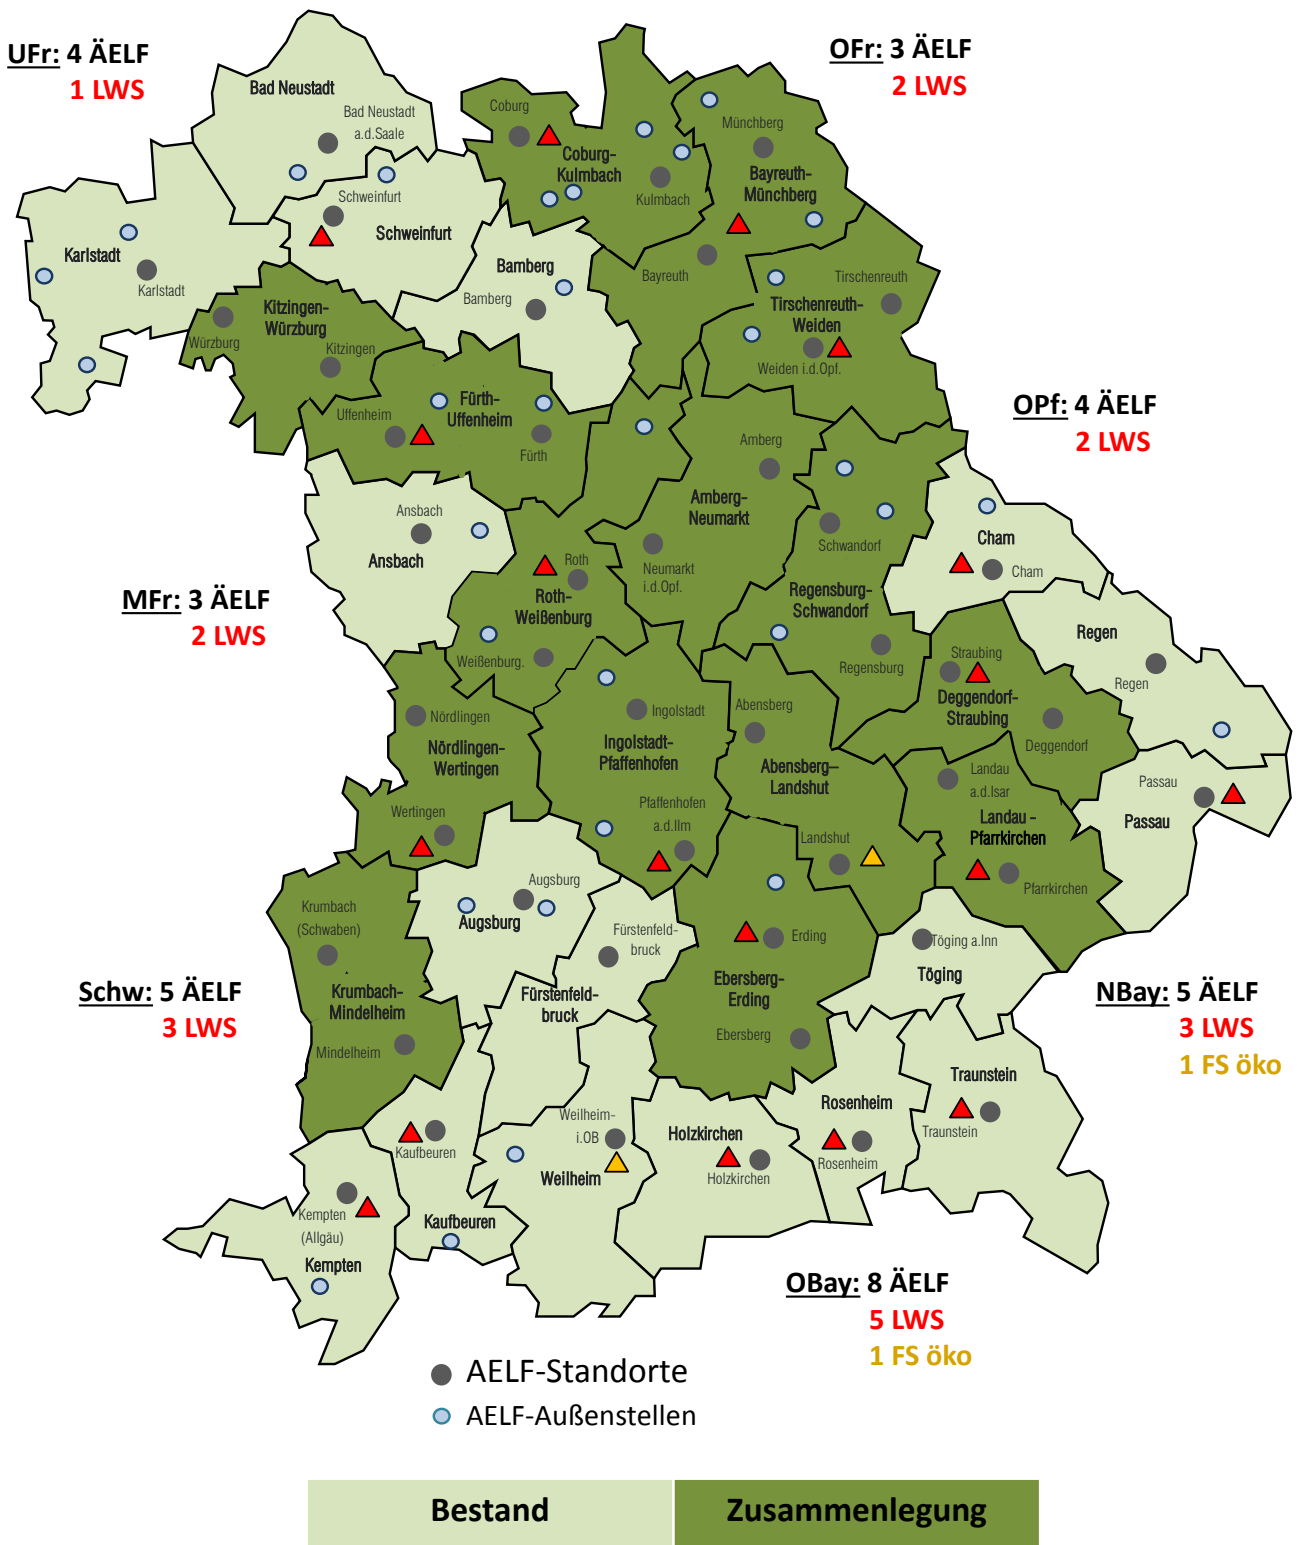 UFr: 4 ÄELF
1 LWS
OFr: 3 ÄELF
2 LWS
Bad Neustadt
Bad Neustadt
a.d.Saale
Coburg
Coburg-
Kulmbach
Kulmbach
Münchberg
Bayreuth-
Münchberg
Bayreuth
Schweinfurt
Schweinfurt
Karlstadt
Karlstadt
Bamberg
Bamberg
Tirschenreuth
Tirschenreuth-
Weiden
Weiden i.d.Opf.
Kitzingen-
Würzburg
Würzburg
Kitzingen
Uffenheim
Fürth-
Uffenheim
Fürth
OPf: 4 ÄELF
2 LWS
Amberg
Amberg-
Neumarkt
Neumarkt
i.d.Opf.
Schwandorf
Regensburg-
Schwandorf
Regensburg
Cham
Cham
Ansbach
Ansbach
MFr: 3 ÄELF
2 LWS
Roth
Roth-
Weißenburg
Weißenburg.
Regen
Regen
Straubing
Deggendorf-
Straubing
Deggendorf
Nördlingen
Nördlingen-
Wertingen
Wertingen
Ingolstadt
Ingolstadt-
Pfaffenhofen
Pfaffenhofen
a.d.Ilm
Abensberg
Abensberg–
Landshut
Landshut
Landau
a.d.Isar
Landau -
Pfarrkirchen
Pfarrkirchen
Passau
Passau
Krumbach
(Schwaben)
Krumbach-
Mindelheim
Mindelheim
Augsburg
Augsburg
Fürstenfeld-
bruck
Fürstenfeld-
bruck
Erding
Ebersberg-
Erding
Ebersberg
Töging a.Inn
Töging
Schw: 5 ÄELF
3 LWS
NBay: 5 ÄELF
3 LWS
1 FS öko
Traunstein
Traunstein
Rosenheim
Rosenheim
Holzkirchen
Holzkirchen
Weilheim-
i.OB
Weilheim
Kaufbeuren
Kaufbeuren
Kempten
(Allgäu)
Kempten
OBay: 8 ÄELF
5 LWS
1 FS öko
AELF-Standorte
AELF-Außenstellen
Bestand
Zusammenlegung